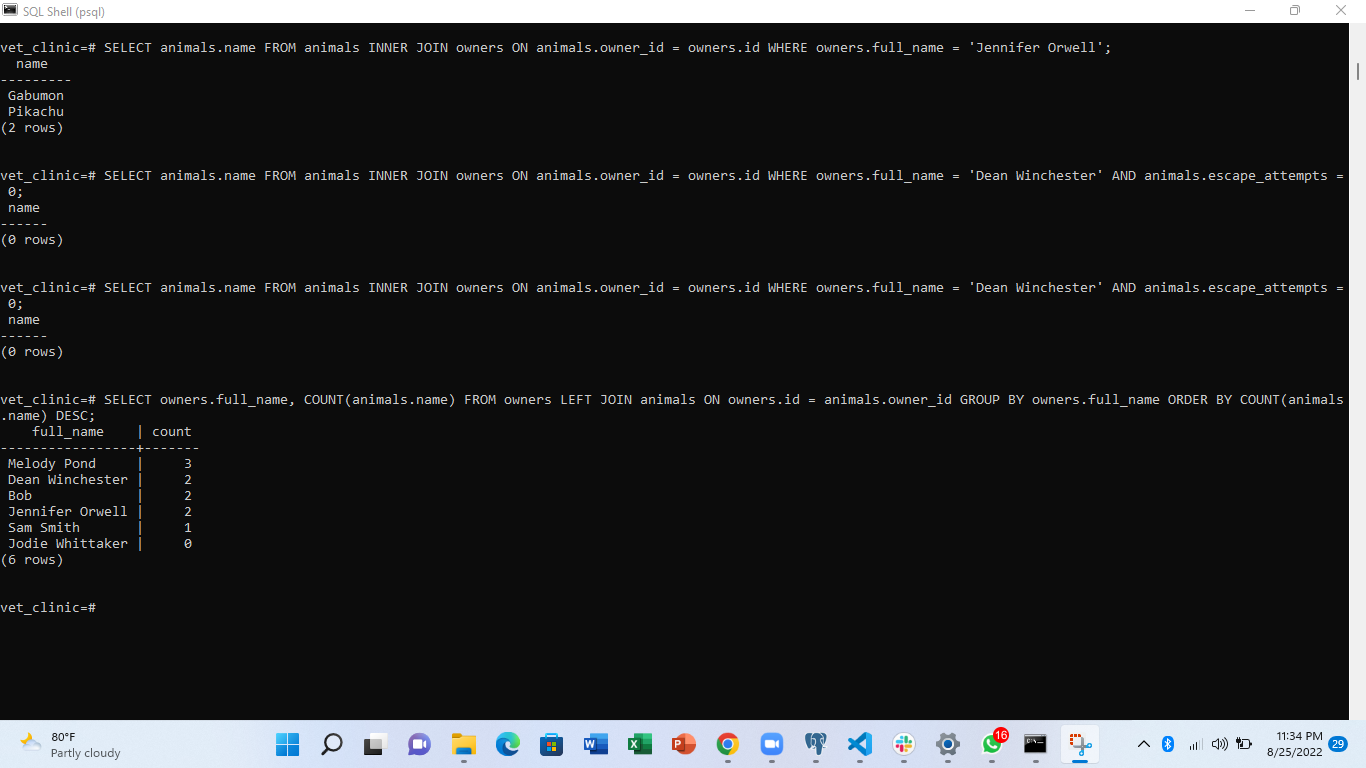 SQL Shell (psql)
vet_clinic=# SELECT animals.name FROM animals INNER JOIN owners ON animals.owner_id = owners.id WHERE owners.full_name = 'Jennifer Orwell';
name
---------
Gabumon
Pikachu
(2 rows)
vet_clinic=# SELECT animals.name FROM animals INNER JOIN owners ON animals.owner_id = owners.id WHERE owners.full_name = 'Dean Winchester' AND animals.escape_attempts =
0;
name
------
(0 rows)
vet_clinic=# SELECT animals.name FROM animals INNER JOIN owners ON animals.owner_id = owners.id WHERE owners.full_name = 'Dean Winchester' AND animals.escape_attempts =
0;
name
------
(0 rows)
vet_clinic=# SELECT owners.full_name, COUNT(animals.name) FROM owners LEFT JOIN animals ON owners.id = animals.owner_id GROUP BY owners.full_name ORDER BY COUNT(animals
.name) DESC;
full_name | count
-----------------+-------
Melody Pond | 3
Dean Winchester | 2
Bob | 2
Jennifer Orwell | 2
Sam Smith | 1
Jodie Whittaker | 0
(6 rows)
vet_clinic=#
80°F
Partly cloudy
W
X
P
16
11:34 PM
8/25/2022
29